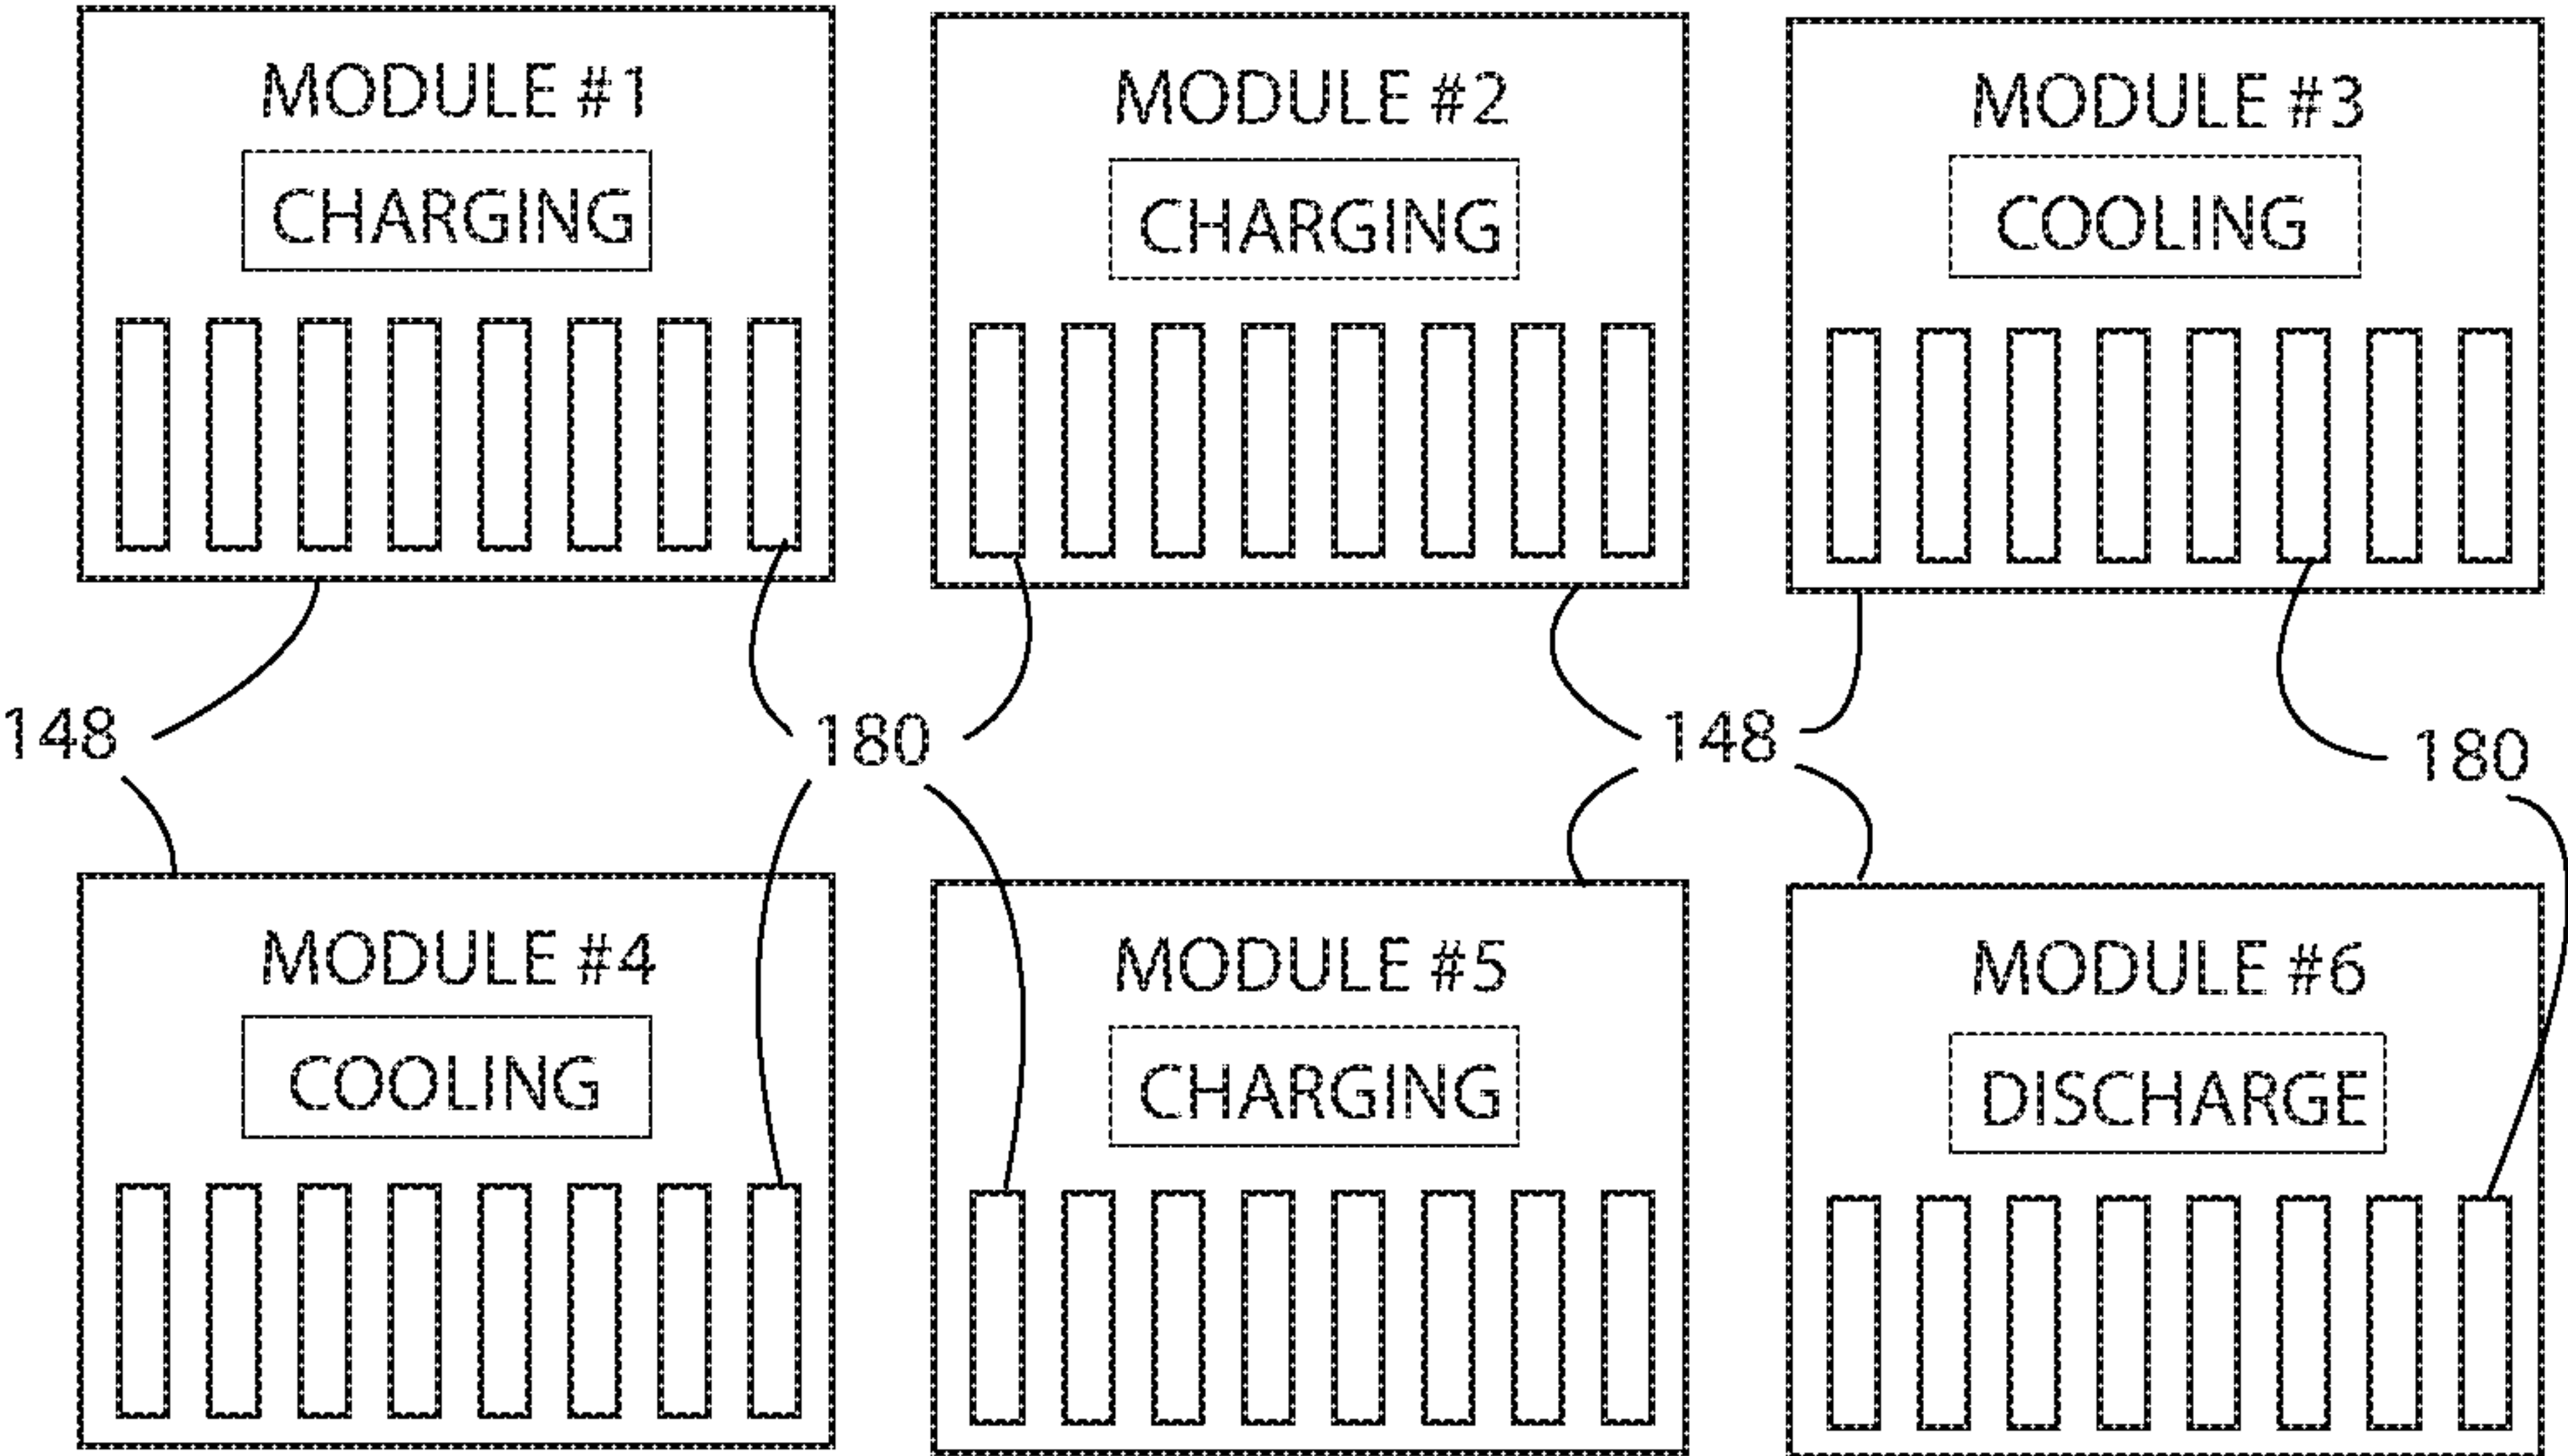 MODULE #1
CHARGING
MODULE #2
CHARGING
MODULE #3
COOLING
148
180
148
180
MODULE #4
COOLING
MODULE #5
CHARGING
MODULE #6
DISCHARGE